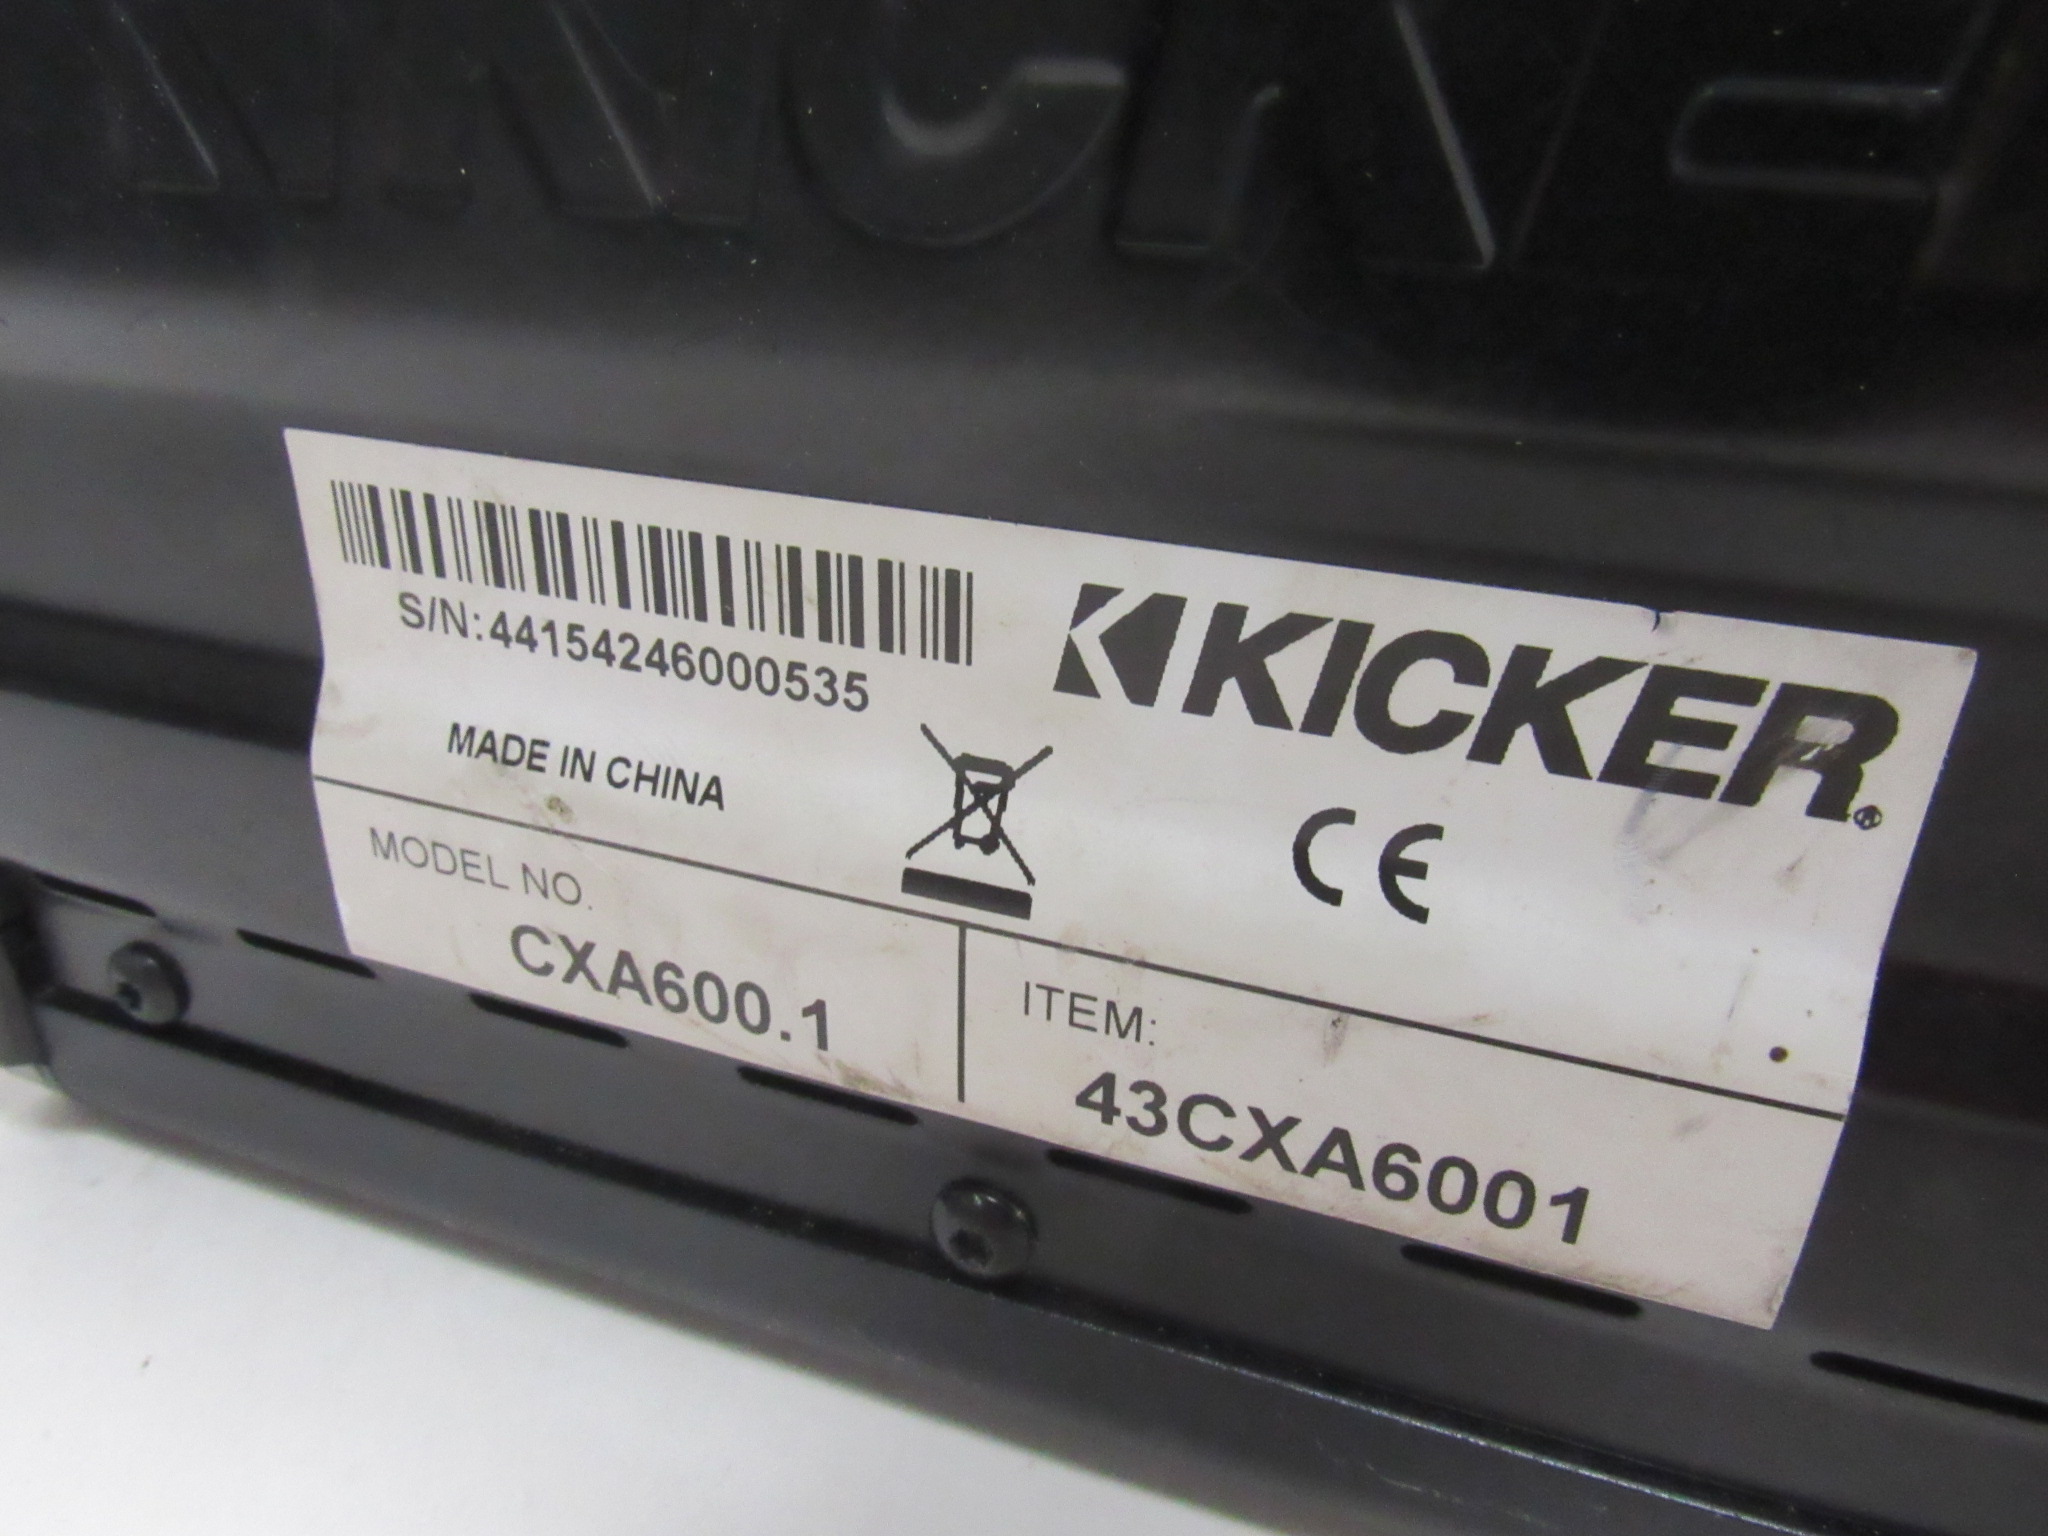 S/N:44154246000535
KICKER®
MADE IN CHINA
CE
MODEL NO.
CXA600.1
ITEM:
43CXA6001